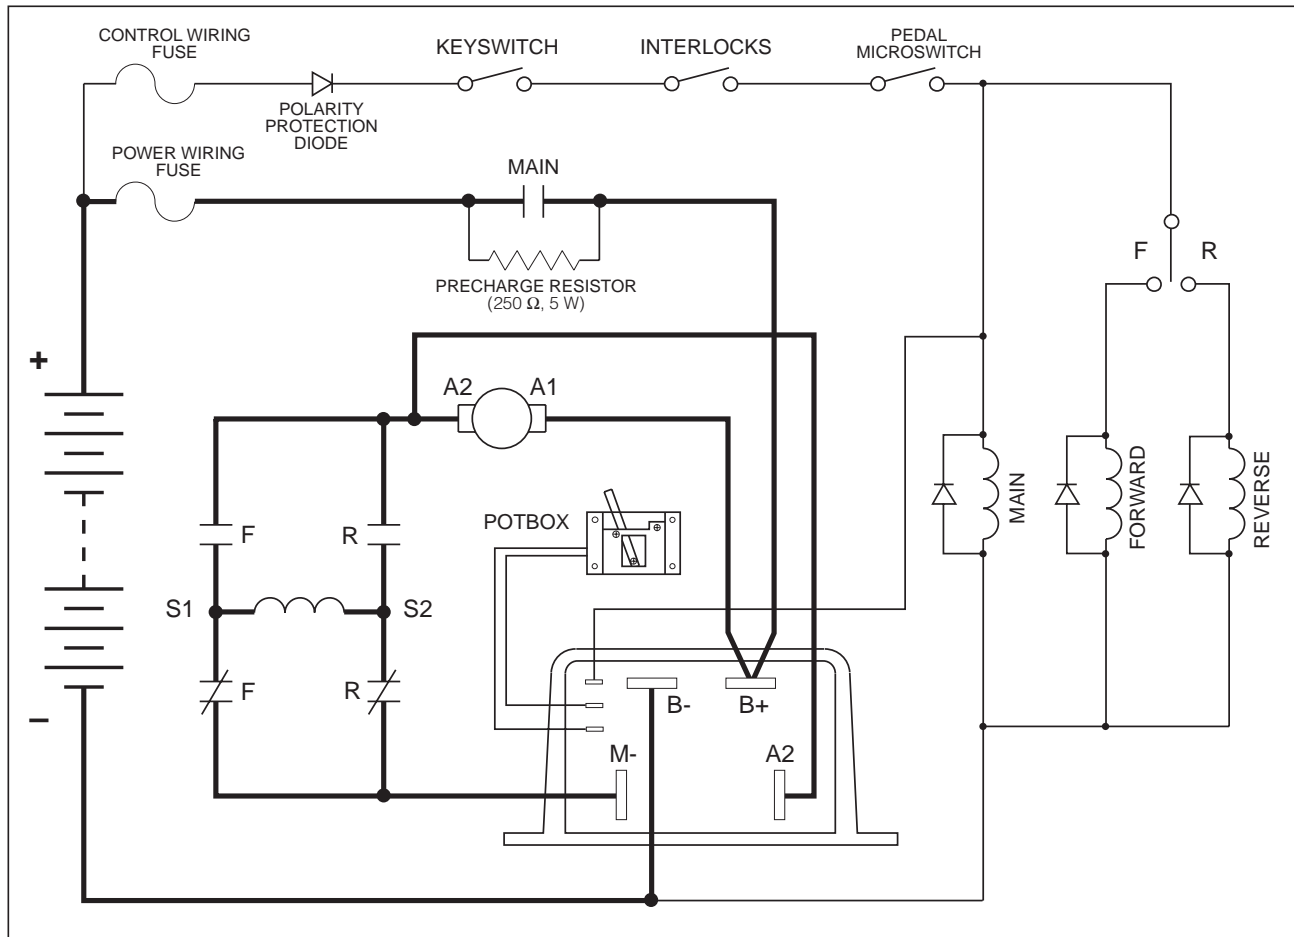 CONTROL WIRING
FUSE
KEYSWITCH
INTERLOCKS
PEDAL
MICROSWITCH
POLARITY
PROTECTION
DIODE
POWER WIRING
FUSE
MAIN
PRECHARGE RESISTOR
(250 Ω, 5 W)
F
R
+
A2
A1
F
R
POTBOX
MAIN
FORWARD
REVERSE
S1
S2
F
R
B-
B+
–
M-
A2